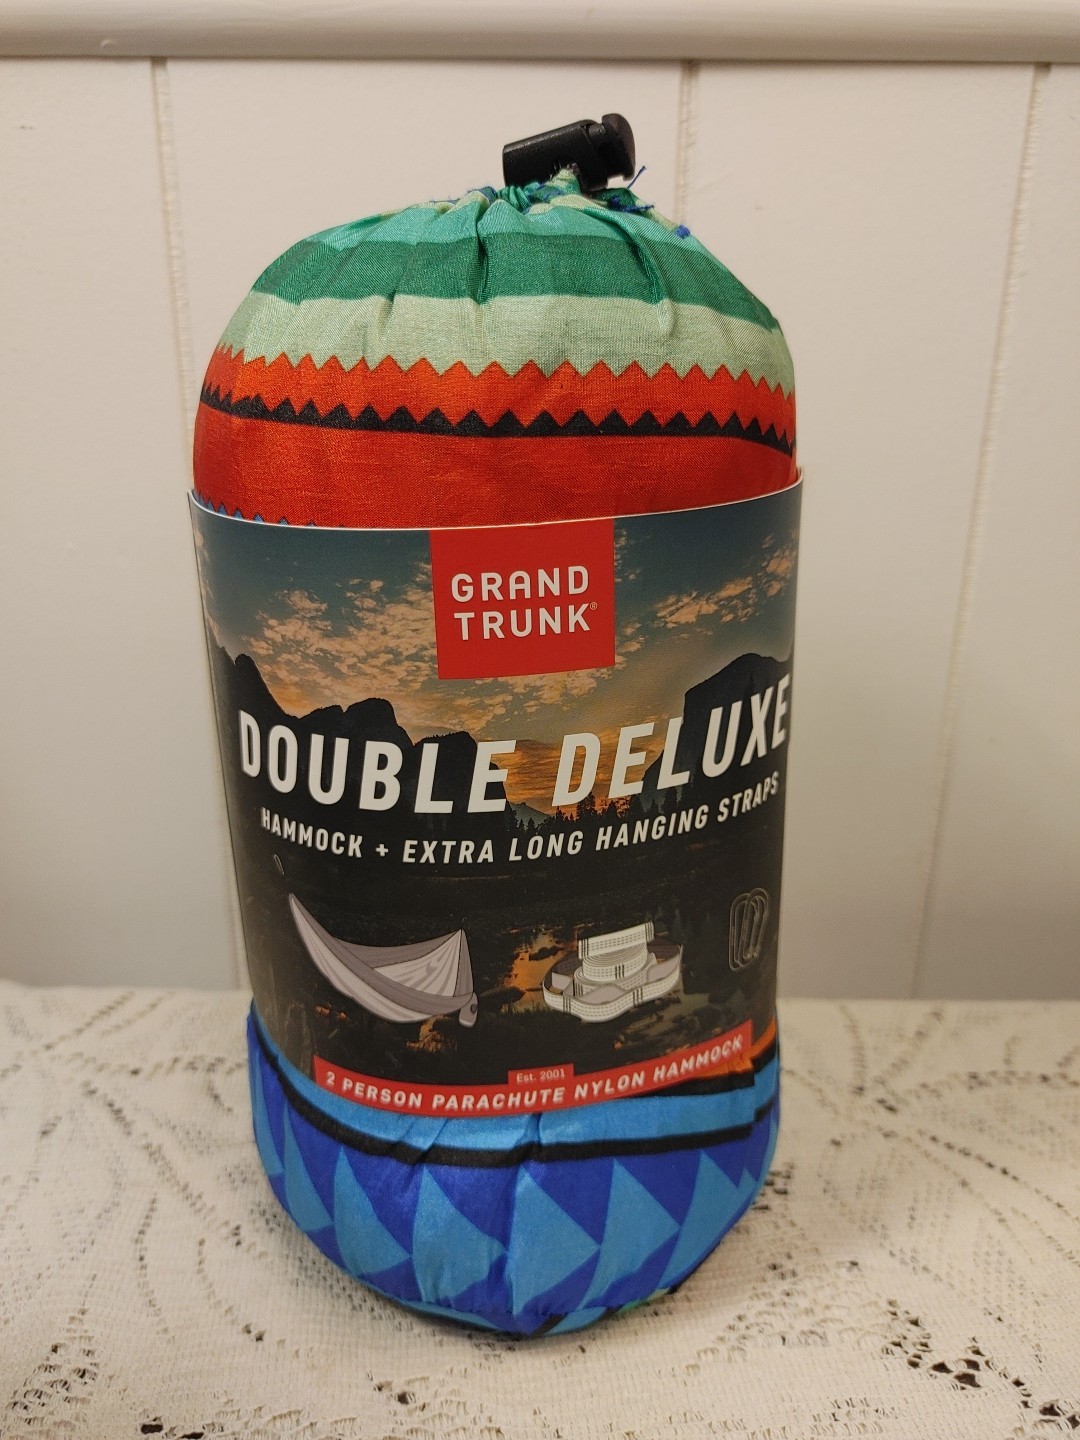 GRAND
TRUNK®
DOUBLE DELUXE
HAMMOCK + EXTRA LONG HANGING STRAPS
Est. 2001
2 PERSON PARACHUTE NYLON HAMMOCK